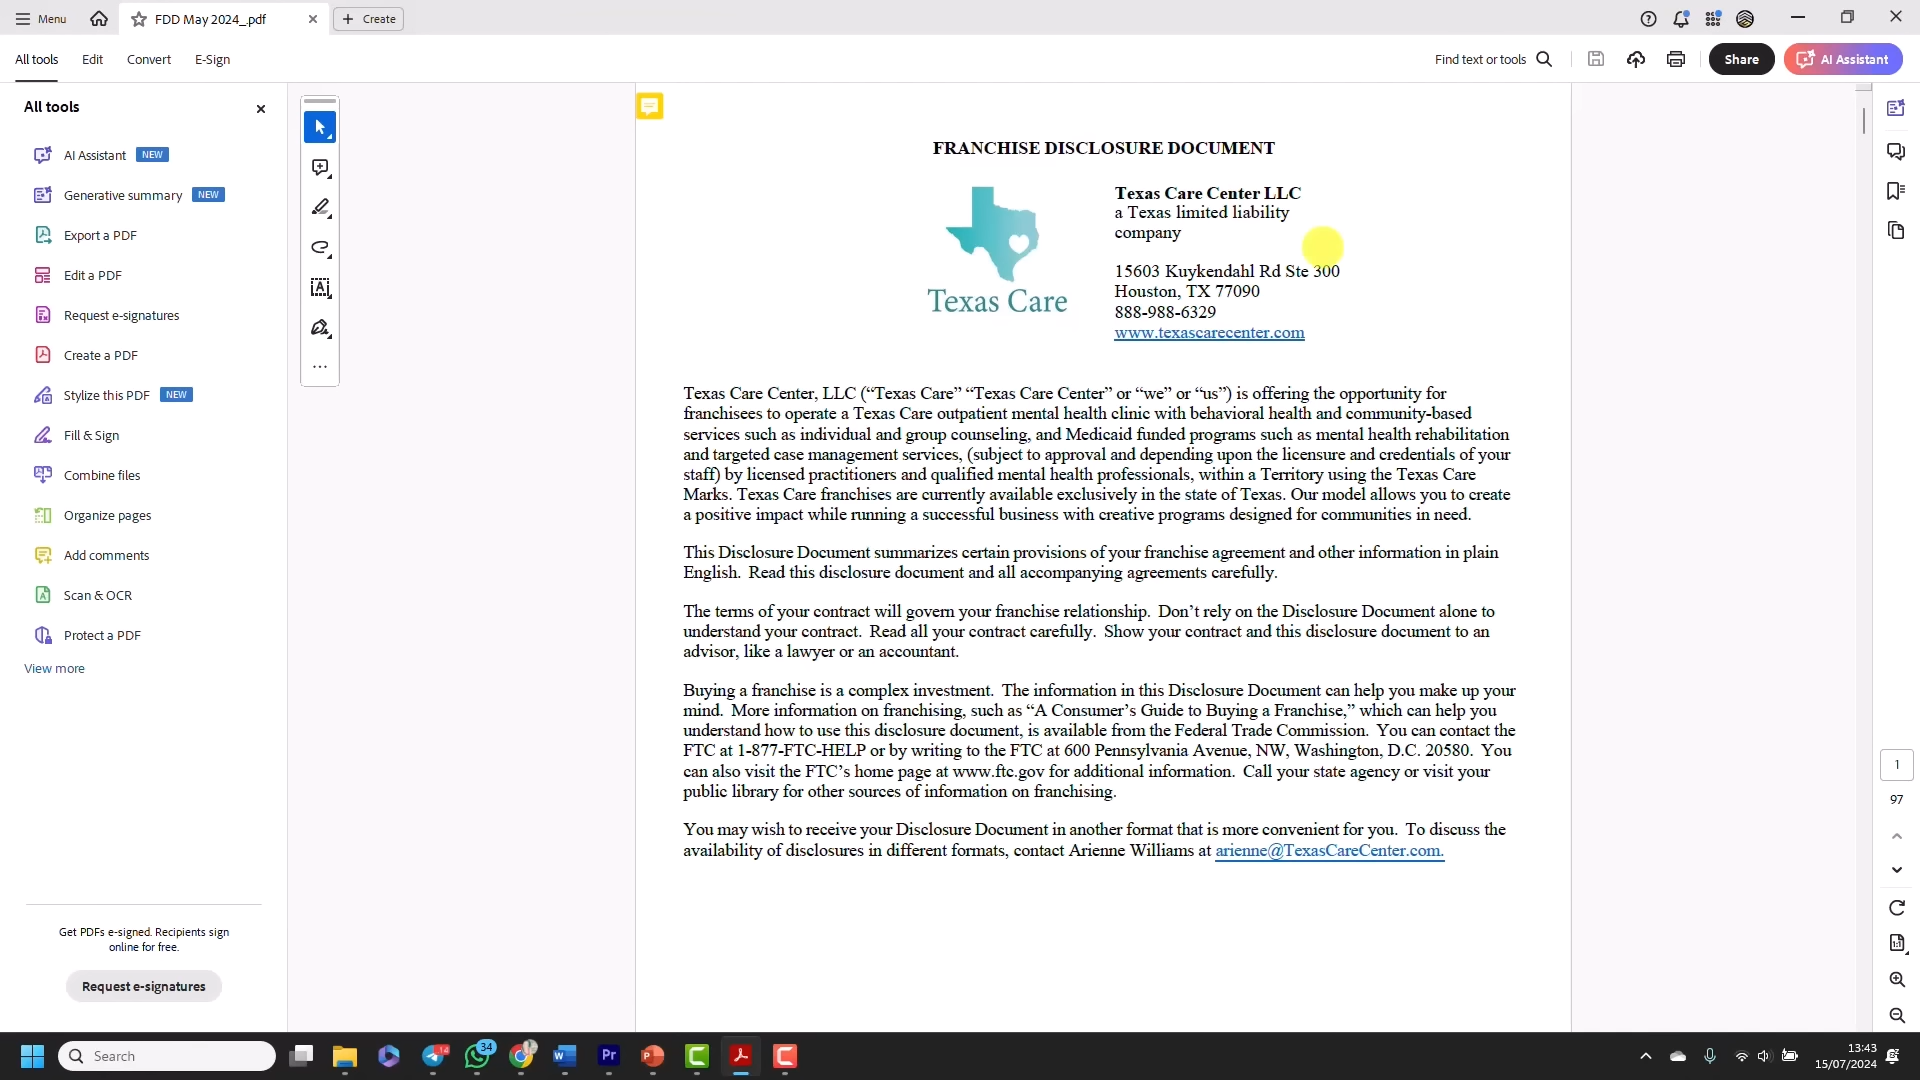 Menu
FDD May 2024_.pdf
Create
All tools
Edit
Convert
E-Sign
Find text or tools
Share
AI Assistant
All tools
AI Assistant NEW
Generative summary NEW
Export a PDF
Edit a PDF
Request e-signatures
Create a PDF
Stylize this PDF NEW
Fill & Sign
Combine files
Organize pages
Add comments
Scan & OCR
Protect a PDF
View more
Get PDFs e-signed. Recipients sign
online for free.
Request e-signatures
FRANCHISE DISCLOSURE DOCUMENT
Texas Care
Texas Care Center LLC
a Texas limited liability
company
15603 Kuykendahl Rd Ste 300
Houston, TX 77090
888-988-6329
www.texascarecenter.com
Texas Care Center, LLC (“Texas Care” “Texas Care Center” or “we” or “us”) is offering the opportunity for
franchisees to operate a Texas Care outpatient mental health clinic with behavioral health and community-based
services such as individual and group counseling, and Medicaid funded programs such as mental health rehabilitation
and targeted case management services, (subject to approval and depending upon the licensure and credentials of your
staff) by licensed practitioners and qualified mental health professionals, within a Territory using the Texas Care
Marks. Texas Care franchises are currently available exclusively in the state of Texas. Our model allows you to create
a positive impact while running a successful business with creative programs designed for communities in need.
This Disclosure Document summarizes certain provisions of your franchise agreement and other information in plain
English. Read this disclosure document and all accompanying agreements carefully.
The terms of your contract will govern your franchise relationship. Don’t rely on the Disclosure Document alone to
understand your contract. Read all your contract carefully. Show your contract and this disclosure document to an
advisor, like a lawyer or an accountant.
Buying a franchise is a complex investment. The information in this Disclosure Document can help you make up your
mind. More information on franchising, such as “A Consumer’s Guide to Buying a Franchise,” which can help you
understand how to use this disclosure document, is available from the Federal Trade Commission. You can contact the
FTC at 1-877-FTC-HELP or by writing to the FTC at 600 Pennsylvania Avenue, NW, Washington, D.C. 20580. You
can also visit the FTC’s home page at www.ftc.gov for additional information. Call your state agency or visit your
public library for other sources of information on franchising.
You may wish to receive your Disclosure Document in another format that is more convenient for you. To discuss the
availability of disclosures in different formats, contact Arienne Williams at arienne@TexasCareCenter.com.
1
97
Search
14
34
13:43
15/07/2024